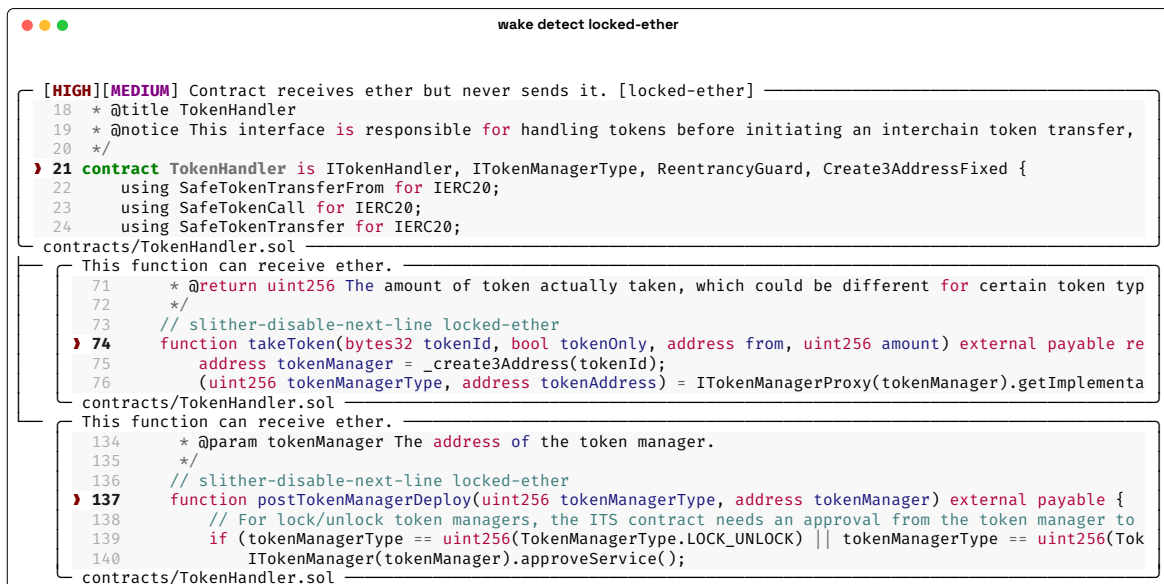 wake detect locked-ether
[HIGH][MEDIUM] Contract receives ether but never sends it. [locked-ether]
18 * @title TokenHandler
19 * @notice This interface is responsible for handling tokens before initiating an interchain token transfer,
20 */
❱ 21 contract TokenHandler is ITokenHandler, ITokenManagerType, ReentrancyGuard, Create3AddressFixed {
22 using SafeTokenTransferFrom for IERC20;
23 using SafeTokenCall for IERC20;
24 using SafeTokenTransfer for IERC20;
contracts/TokenHandler.sol
This function can receive ether.
71 * @return uint256 The amount of token actually taken, which could be different for certain token typ
72 */
73 // slither-disable-next-line locked-ether
❱ 74 function takeToken(bytes32 tokenId, bool tokenOnly, address from, uint256 amount) external payable re
75 address tokenManager = _create3Address(tokenId);
76 (uint256 tokenManagerType, address tokenAddress) = ITokenManagerProxy(tokenManager).getImplementa
contracts/TokenHandler.sol
This function can receive ether.
134 * @param tokenManager The address of the token manager.
135 */
136 // slither-disable-next-line locked-ether
❱ 137 function postTokenManagerDeploy(uint256 tokenManagerType, address tokenManager) external payable {
138 // For lock/unlock token managers, the ITS contract needs an approval from the token manager to
139 if (tokenManagerType == uint256(TokenManagerType.LOCK_UNLOCK) || tokenManagerType == uint256(Tok
140 ITokenManager(tokenManager).approveService();
contracts/TokenHandler.sol